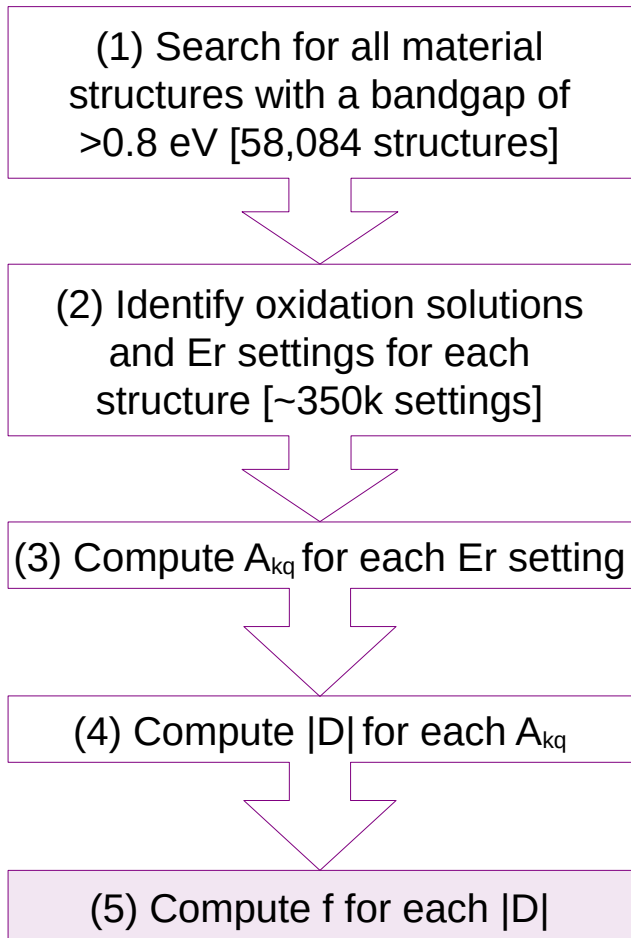 (1) Search for all material
structures with a bandgap of
>0.8 eV [58,084 structures]
(2) Identify oxidation solutions
and Er settings for each
structure [~350k settings]
(3) Compute Akq for each Er setting
(4) Compute |D| for each Akq
(5) Compute f for each |D|